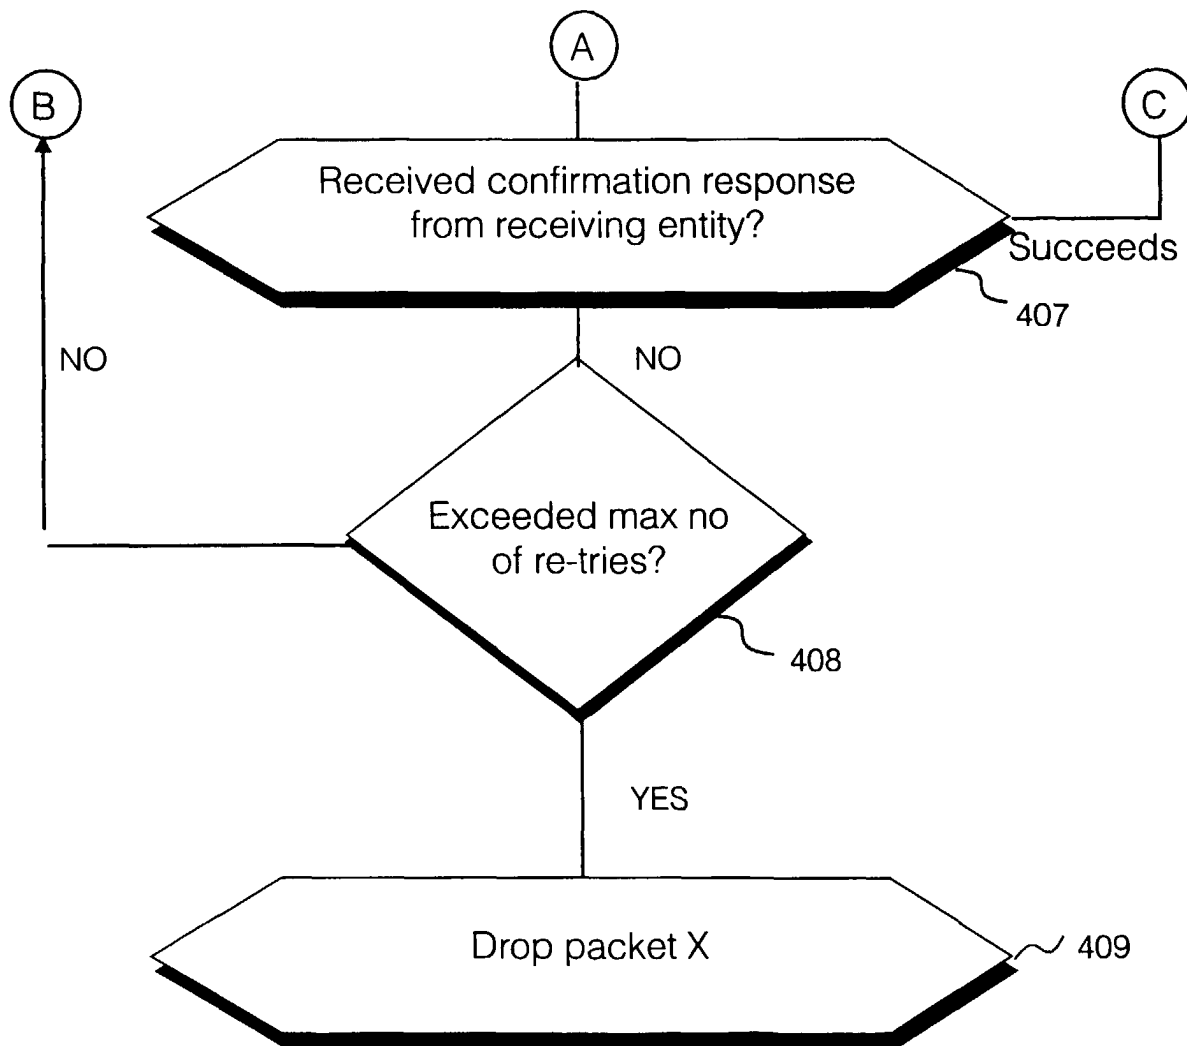 A
B
C
Received confirmation response
from receiving entity?
Succeeds
407
NO
NO
Exceeded max no
of re-tries?
408
YES
Drop packet X
409